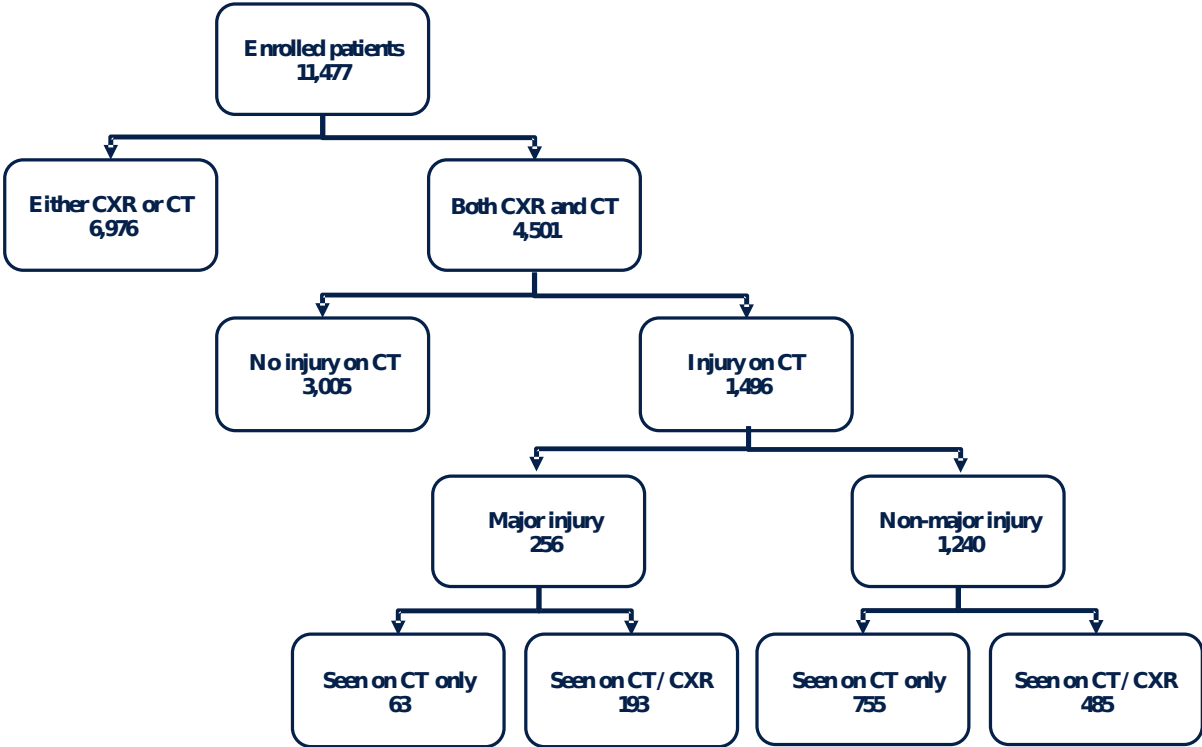 Enrolled patients
11,477
Either CXR or CT
6,976
Both CXR and CT
4,501
No injury on CT
3,005
Injury on CT
1,496
Major injury
256
Non-major injury
1,240
Seen on CT only
63
Seen on CT / CXR
193
Seen on CT only
755
Seen on CT / CXR
485